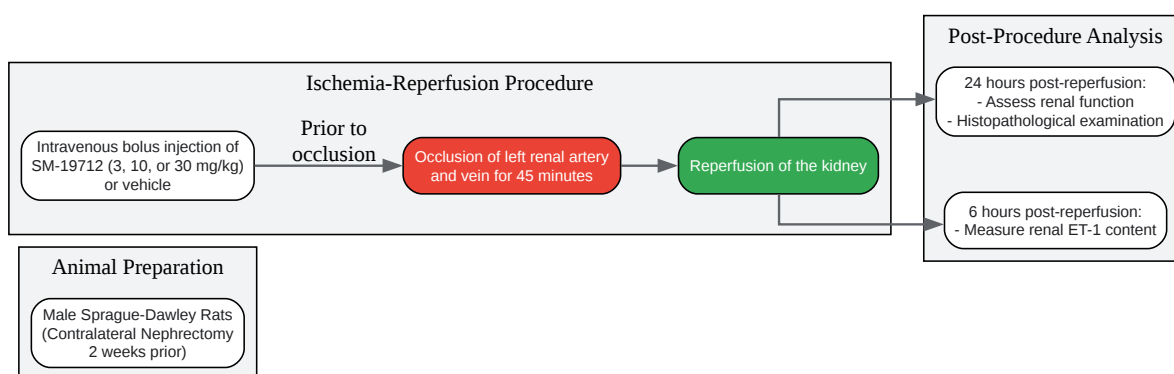 Ischemia-Reperfusion Procedure
Intravenous bolus injection of
SM-19712 (3, 10, or 30 mg/kg)
or vehicle
Prior to
occlusion
Occlusion of left renal artery
and vein for 45 minutes
Reperfusion of the kidney
Post-Procedure Analysis
24 hours post-reperfusion:
- Assess renal function
- Histopathological examination
6 hours post-reperfusion:
- Measure renal ET-1 content
Animal Preparation
Male Sprague-Dawley Rats
(Contralateral Nephrectomy
2 weeks prior)